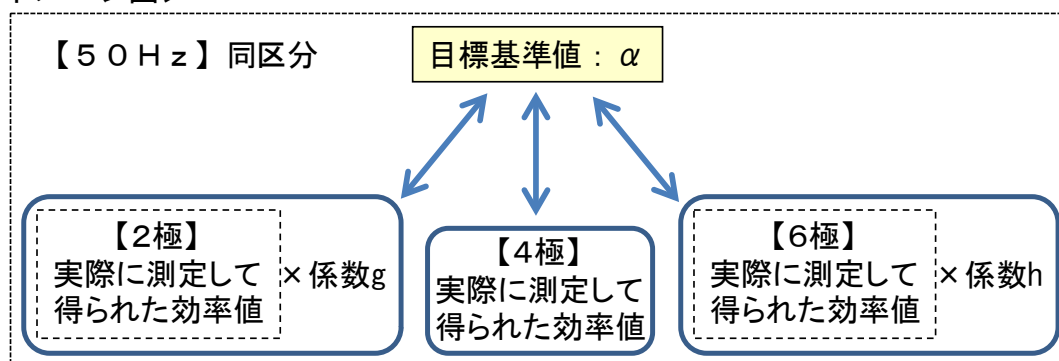 【５０Ｈｚ】同区分
目標基準値：α
【２極】
実際に測定して
得られた効率値
×係数g
【４極】
実際に測定して
得られた効率値
【６極】
実際に測定して
得られた効率値
×係数h